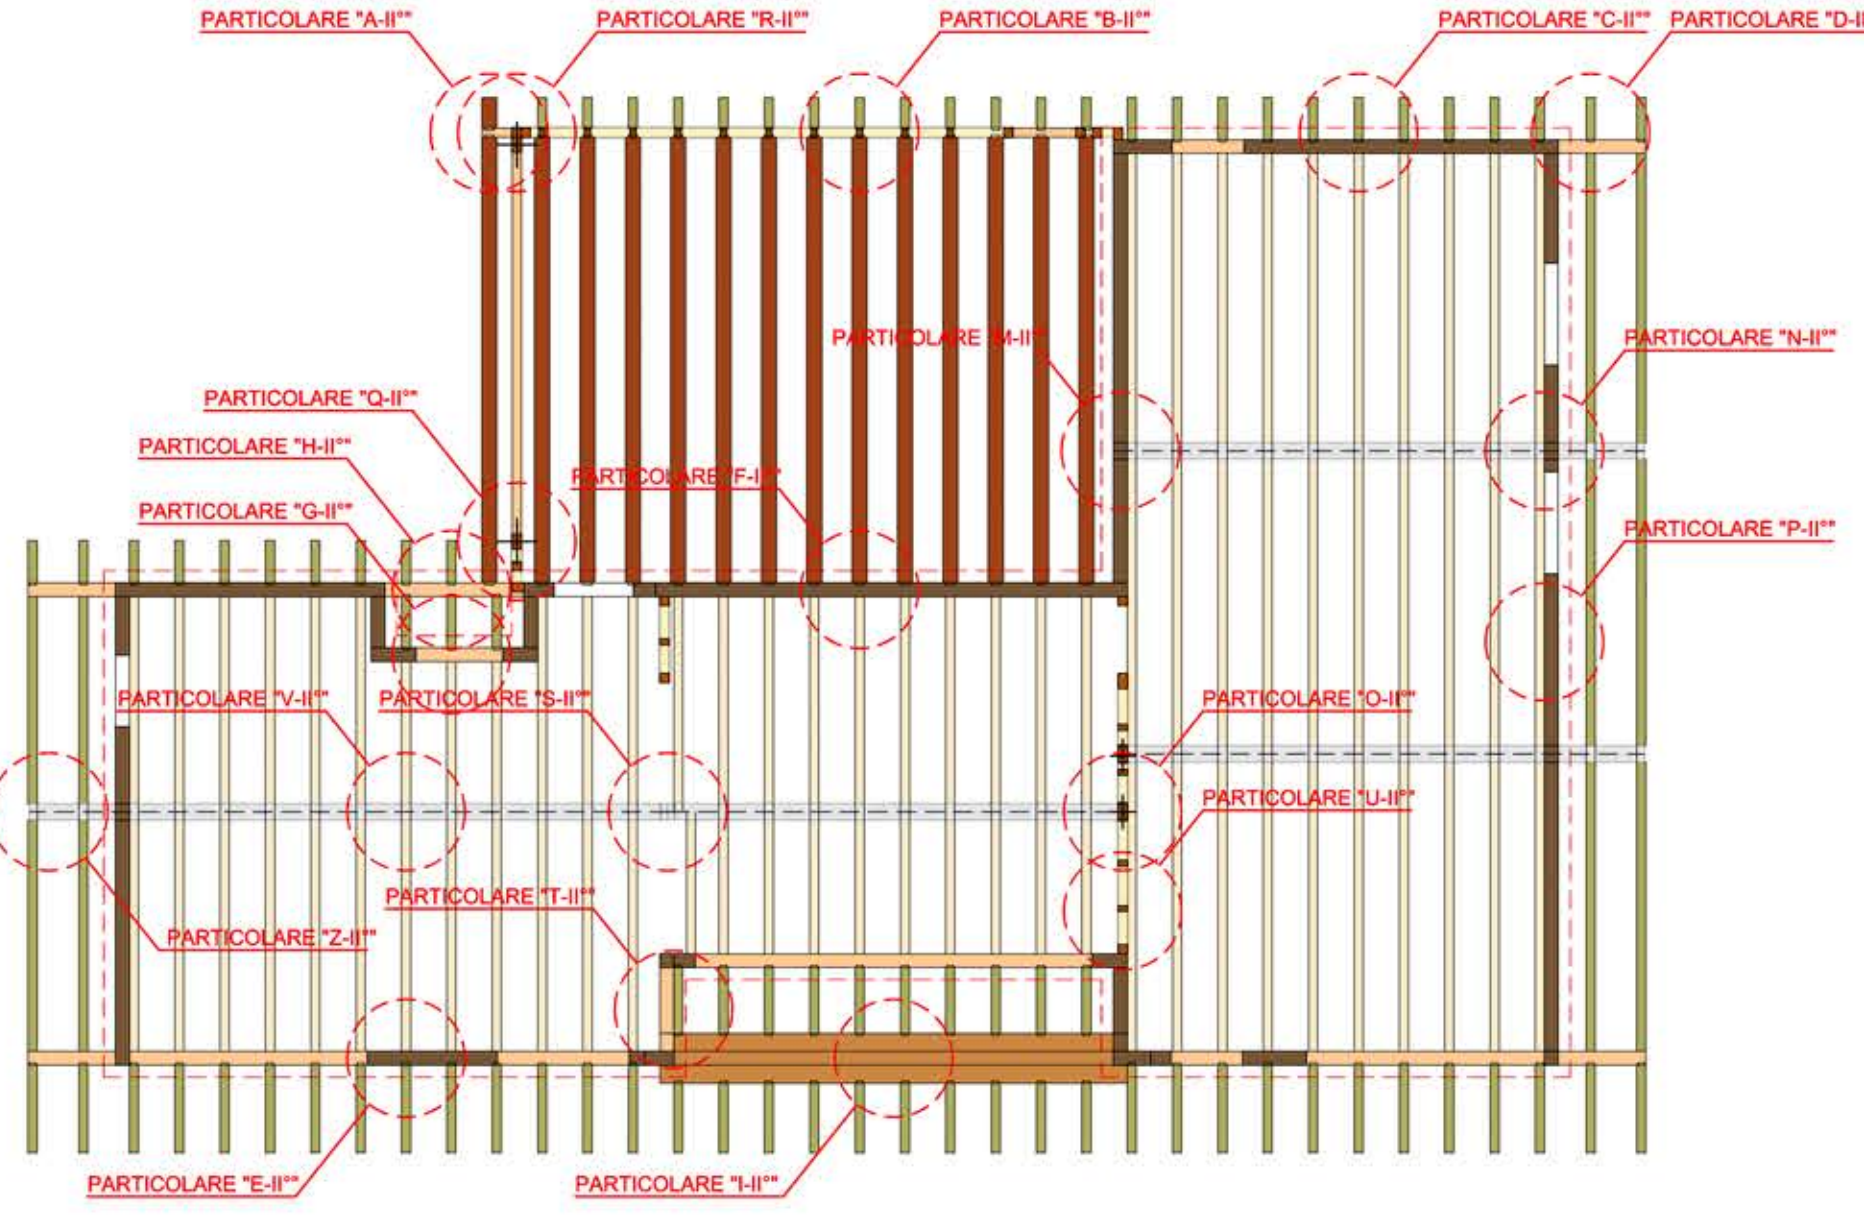 PARTICOLARE "A-II°"
PARTICOLARE "R-II°"
PARTICOLARE "B-II°"
PARTICOLARE "C-II°"
PARTICOLARE "D-II
PARTICOLARE "M-II°"
PARTICOLARE "N-II°"
PARTICOLARE "Q-II°"
PARTICOLARE "H-II°"
PARTICOLARE "F-II°"
PARTICOLARE "G-II°"
PARTICOLARE "P-II°"
PARTICOLARE "V-II°"
PARTICOLARE "S-II°"
PARTICOLARE "O-II°"
PARTICOLARE "U-II°"
PARTICOLARE "T-II°"
PARTICOLARE "Z-II°"
PARTICOLARE "E-II°"
PARTICOLARE "I-II°"